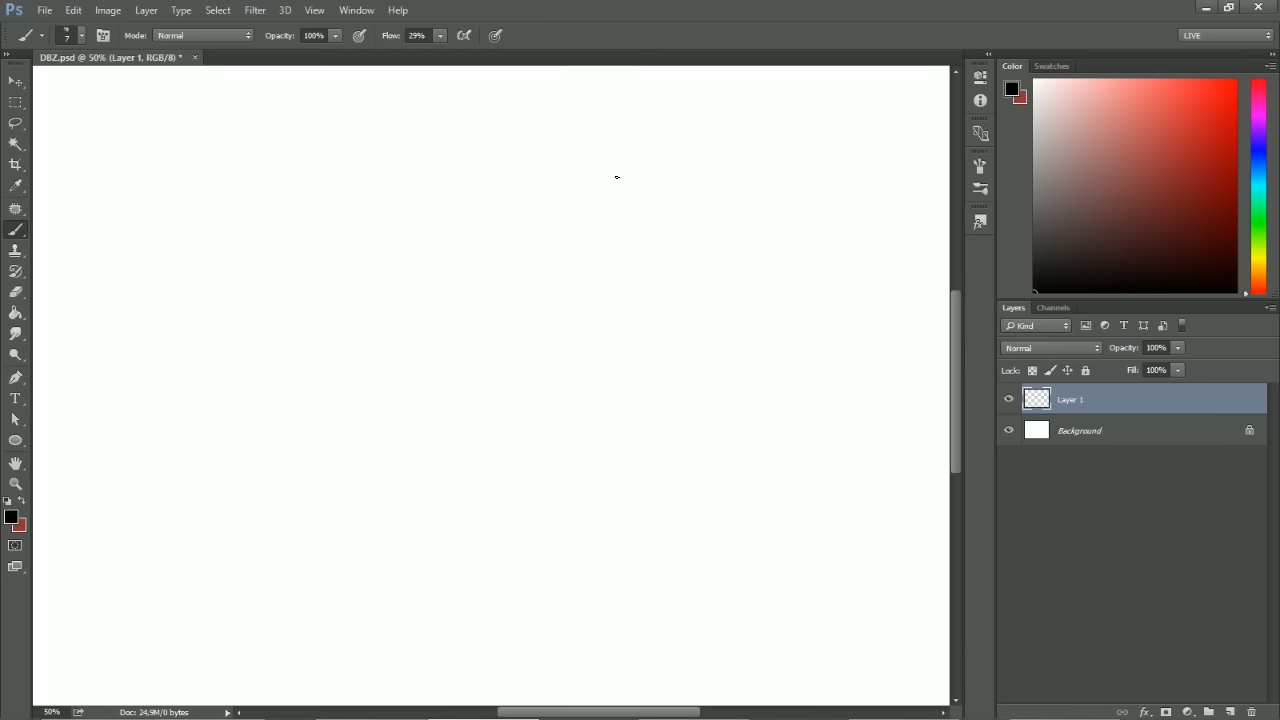 Ps File Edit Image Layer Type Select Filter 3D View Window Help
7 Mode: Normal Opacity: 100% Flow: 29% LIVE
DBZ.psd @ 50% (Layer 1, RGB/8) * ×
Color Swatches
Layers Channels
Kind
Normal Opacity: 100%
Lock: Fill: 100%
Layer 1
Background
50% Doc: 24,9M/0 bytes